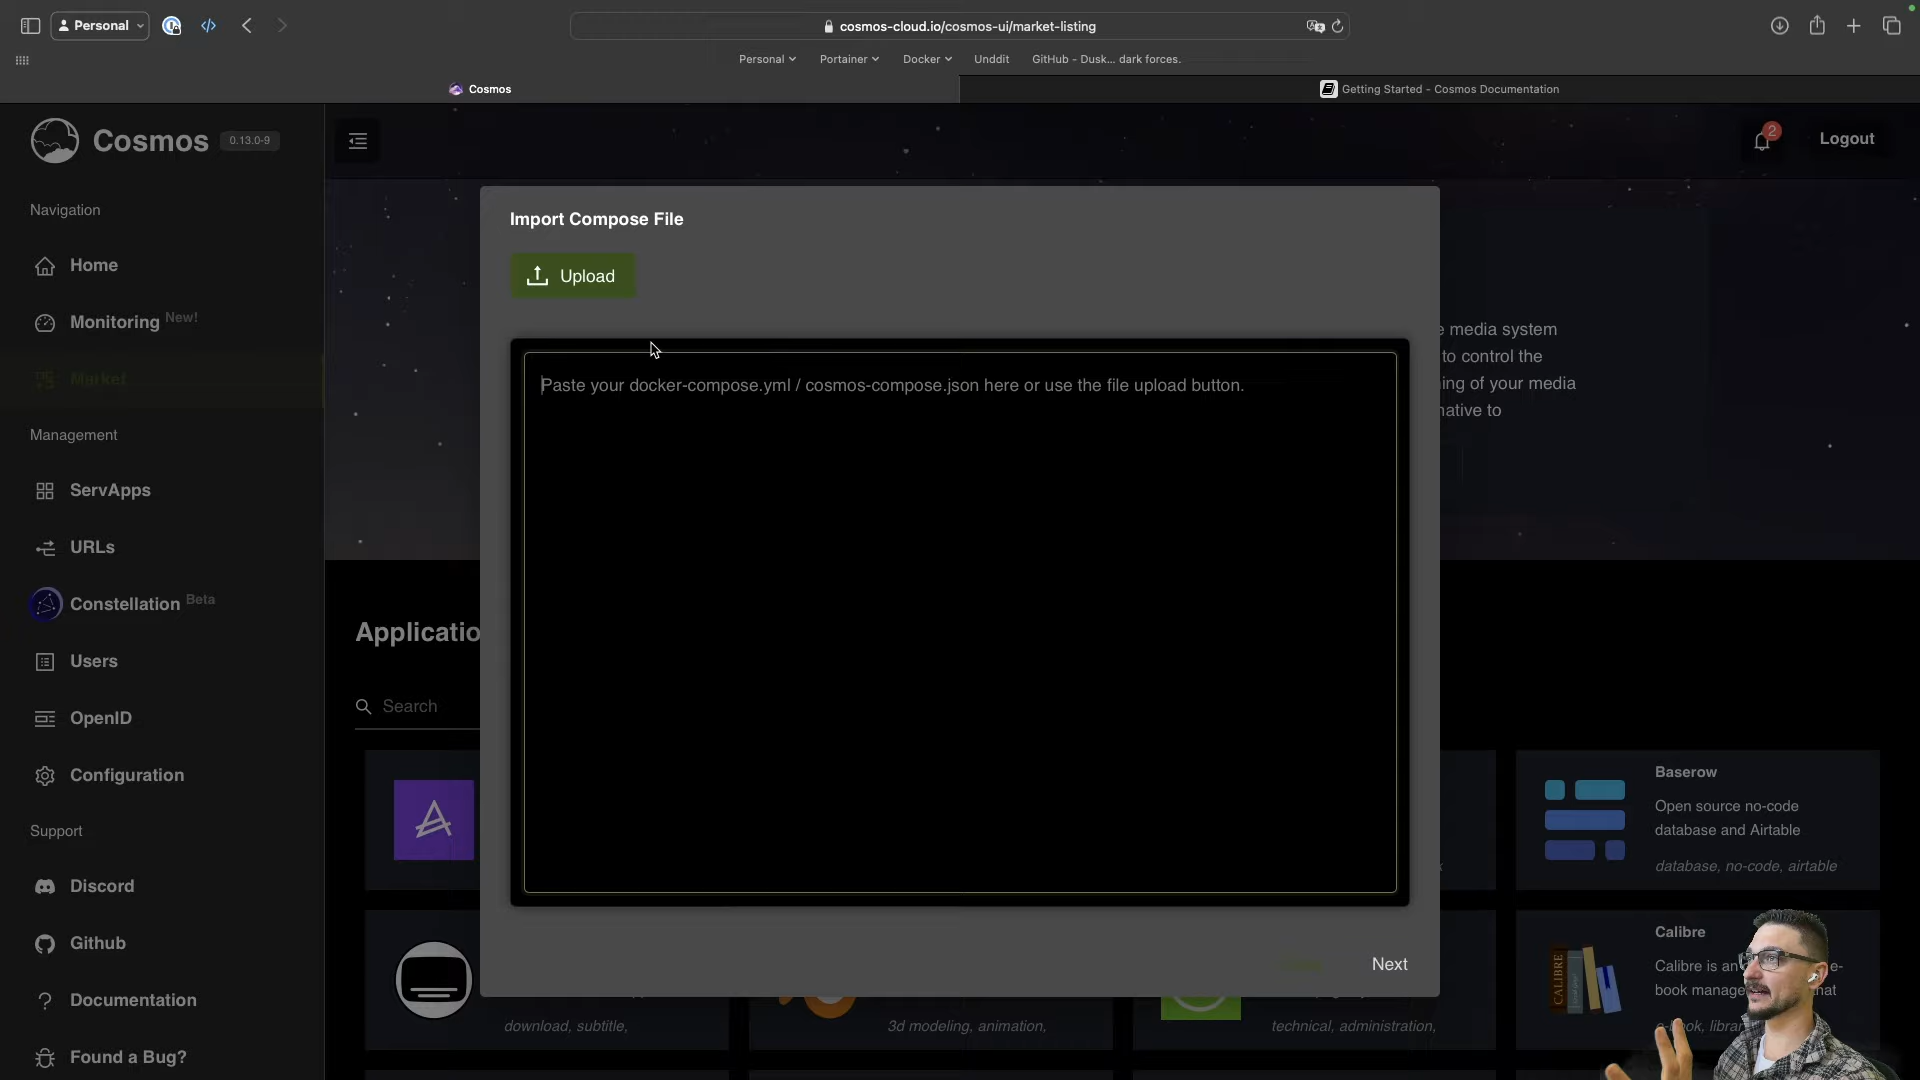 Personal
cosmos-cloud.io/cosmos-ui/market-listing
Personal
Portainer
Docker
Unddit
GitHub - Dusk... dark forces.
Cosmos
Getting Started - Cosmos Documentation
Cosmos
0.13.0-9
2
Logout
Navigation
Home
Monitoring New!
Market
Management
ServApps
URLs
Constellation Beta
Users
OpenID
Configuration
Support
Discord
Github
Documentation
Found a Bug?
Import Compose File
Upload
Paste your docker-compose.yml / cosmos-compose.json here or use the file upload button.
Next
media system
to control the
ing of your media
native to
Applicatio
Search
Baserow
Open source no-code
database and Airtable
database, no-code, airtable
CALIBRE
Calibre
Calibre is an e-
book manage that
e-book, librar
download, subtitle,
3d modeling, animation,
technical, administration,